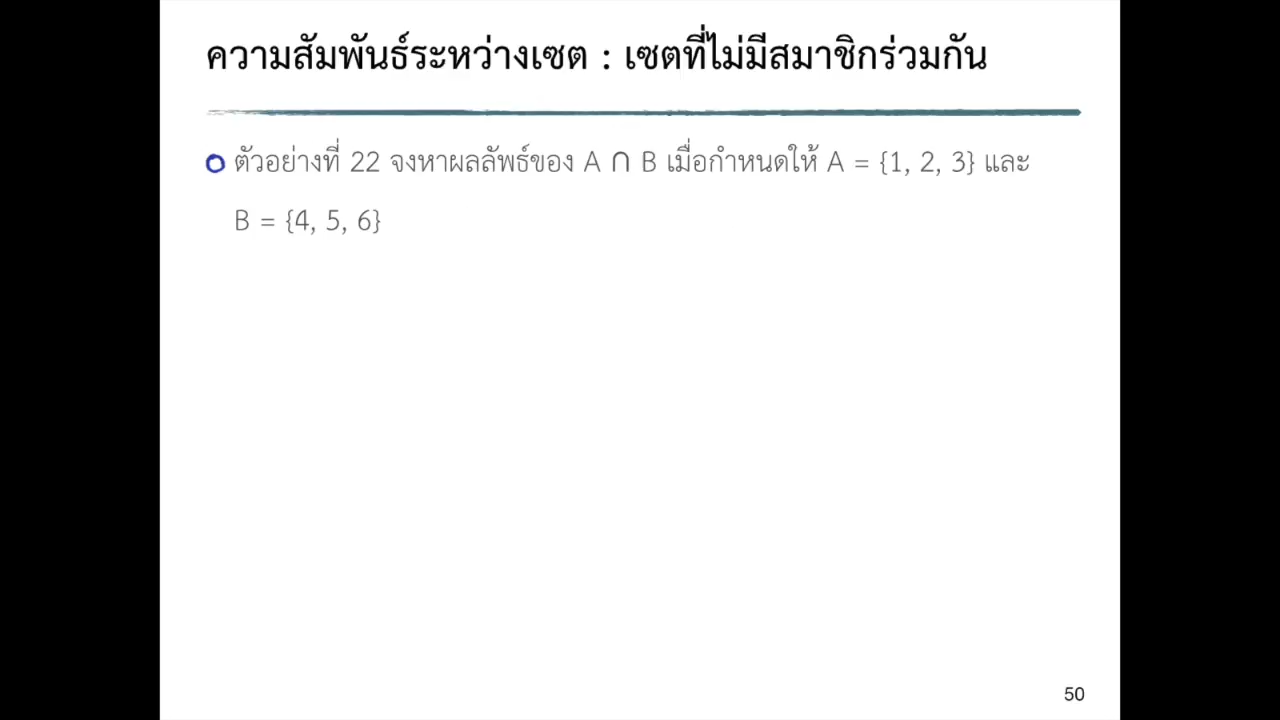 ความสัมพันธ์ระหว่างเซต : เซตที่ไม่มีสมาชิกร่วมกัน
ตัวอย่างที่ 22 จงหาผลลัพธ์ของ A ∩ B เมื่อกำหนดให้ A = {1, 2, 3} และ
B = {4, 5, 6}
50